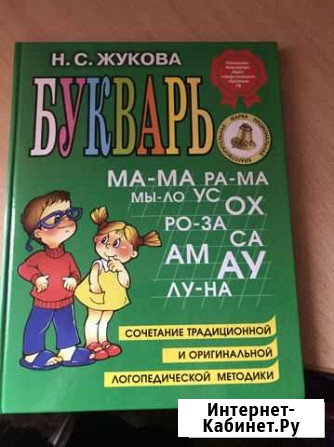 Н. С. ЖУКОВА
БУКВАРЬ
МА-МА РА-МА
МЫ-ЛО УС ОХ
РО-ЗА СА
АМ АУ
ЛУ-НА
СОЧЕТАНИЕ ТРАДИЦИОННОЙ
И ОРИГИНАЛЬНОЙ
ЛОГОПЕДИЧЕСКОЙ МЕТОДИКИ
Интернет-
Кабинет.Ру